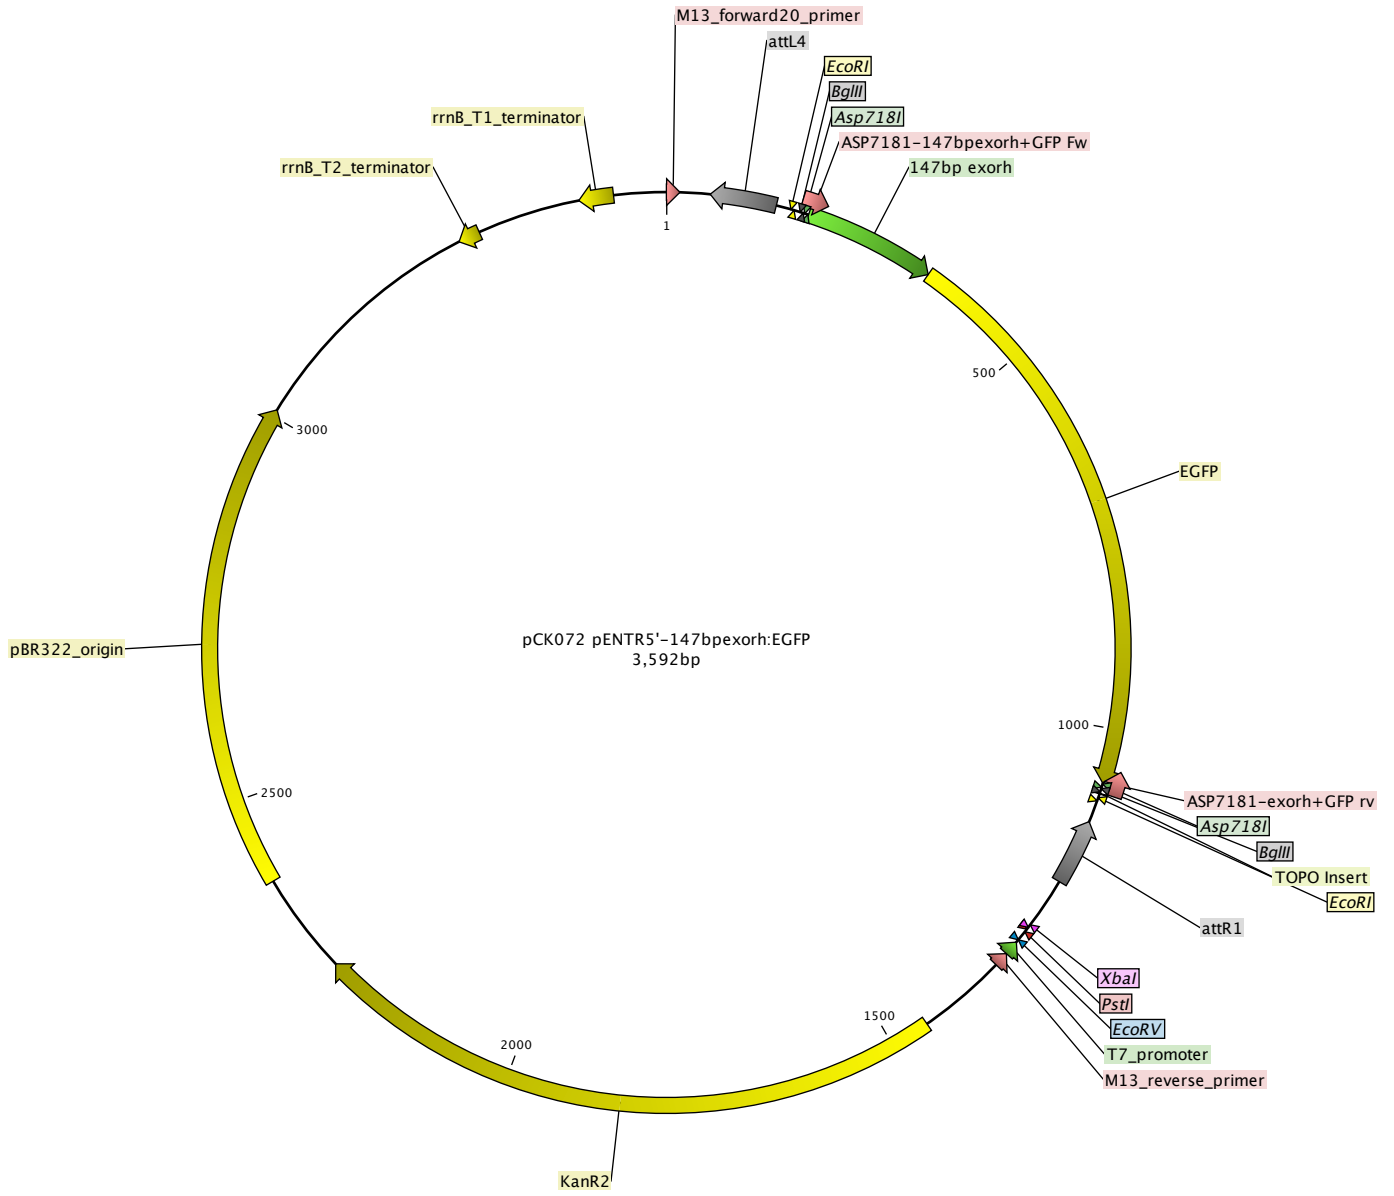 M13_forward20_primer
attL4
EcoRI
BglII
Asp718I
rrnB_T1_terminator
ASP7181-147bpexorh+GFP Fw
rrnB_T2_terminator
147bp exorh
1
500
3000
EGFP
pCK072 pENTR5'-147bpexorh:EGFP
pBR322_origin
3,592bp
1000
2500
ASP7181-exorh+GFP rv
Asp718I
BglII
TOPO Insert
EcoRI
attR1
XbaI
PstI
1500
EcoRV
2000
T7_promoter
M13_reverse_primer
KanR2